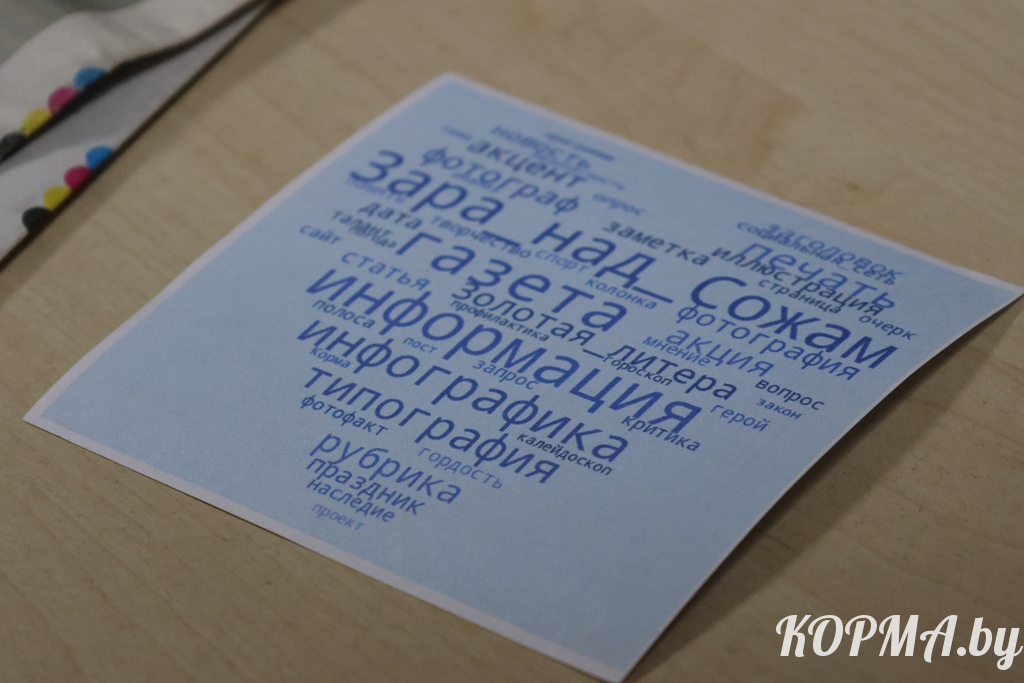 новость
акцент
фотограф
опрос
Зара_над_Сожам
дата
творчество
заметка
иллюстрация
заголовок
печать
талант
сайт
газета
спорт
колонка
страница
очерк
статья
золотая_литера
фотография
профилактика
акция
мнение
гороскоп
вопрос
закон
информация
полоса
пост
запрос
герой
критика
инфографика
Корма
типография
калейдоскоп
фотофакт
гордость
рубрика
праздник
наследие
проект
КОРМА.by